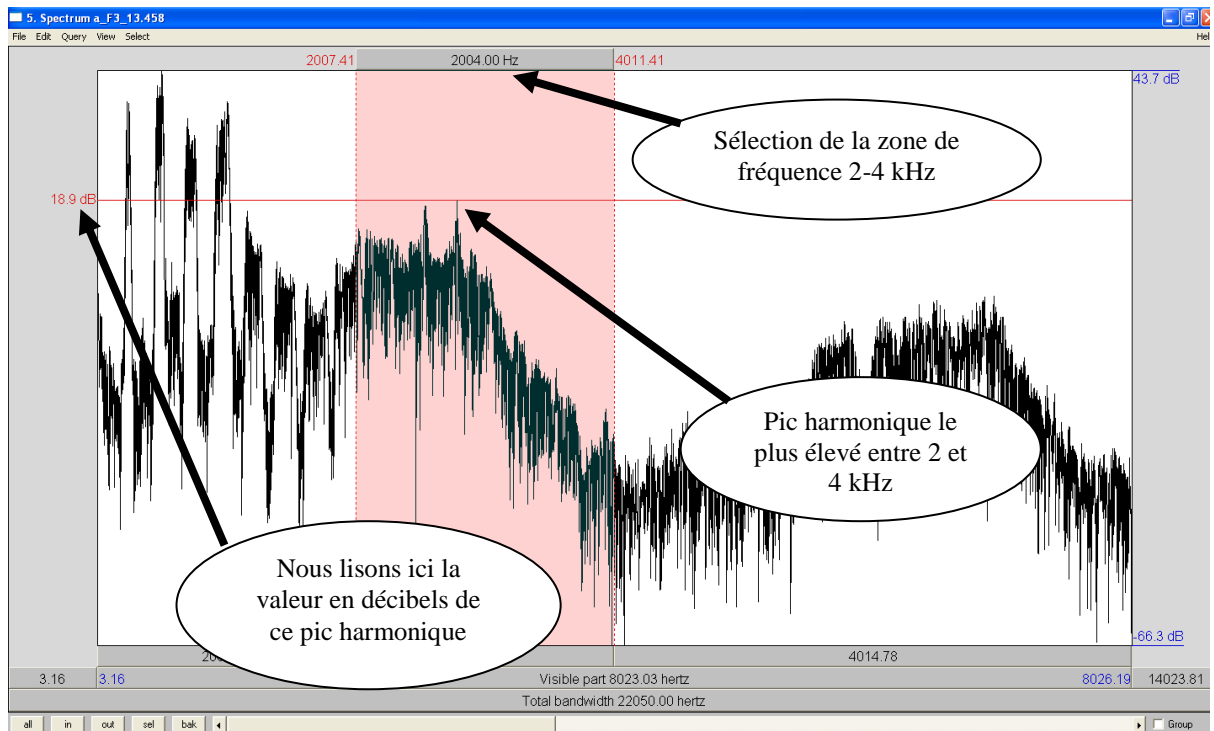 5. Spectrum a_F3_13.458
File Edit Query View Select Hel
2007.41 2004.00 Hz 4011.41
43.7 dB
Sélection de la zone de
fréquence 2-4 kHz
18.9 dB
Pic harmonique le
plus élevé entre 2 et
4 kHz
Nous lisons ici la
valeur en décibels de
ce pic harmonique
-66.3 dB
4014.78
3.16 3.16 Visible part 8023.03 hertz 8026.19 14023.81
Total bandwidth 22050.00 hertz
all in out sel bak Group